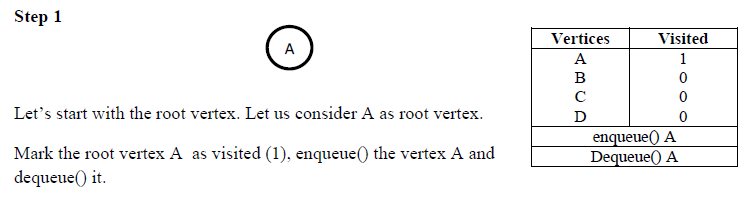 Step 1
A
Let's start with the root vertex. Let us consider A as root vertex.
Mark the root vertex A as visited (1), enqueue() the vertex A and
dequeue() it.
Vertices Visited
A 1
B 0
C 0
D 0
enqueue() A
Dequeue() A